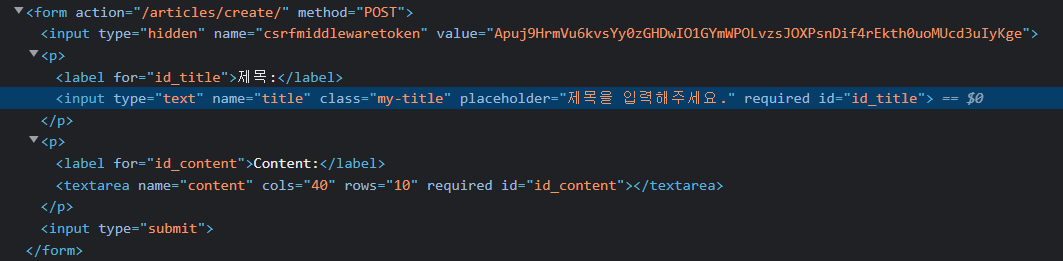 <form action="/articles/create/" method="POST">
<input type="hidden" name="csrfmiddlewaretoken" value="Apuj9HrmVu6kvsYy0zGHDwIO1GYmWPOLvzsJOXPsnDif4rEkth0uoMUcd3uIyKge">
<p>
<label for="id_title">제목:</label>
<input type="text" name="title" class="my-title" placeholder="제목을 입력해주세요." required id="id_title"> == $0
</p>
<p>
<label for="id_content">Content:</label>
<textarea name="content" cols="40" rows="10" required id="id_content"></textarea>
</p>
<input type="submit">
</form>